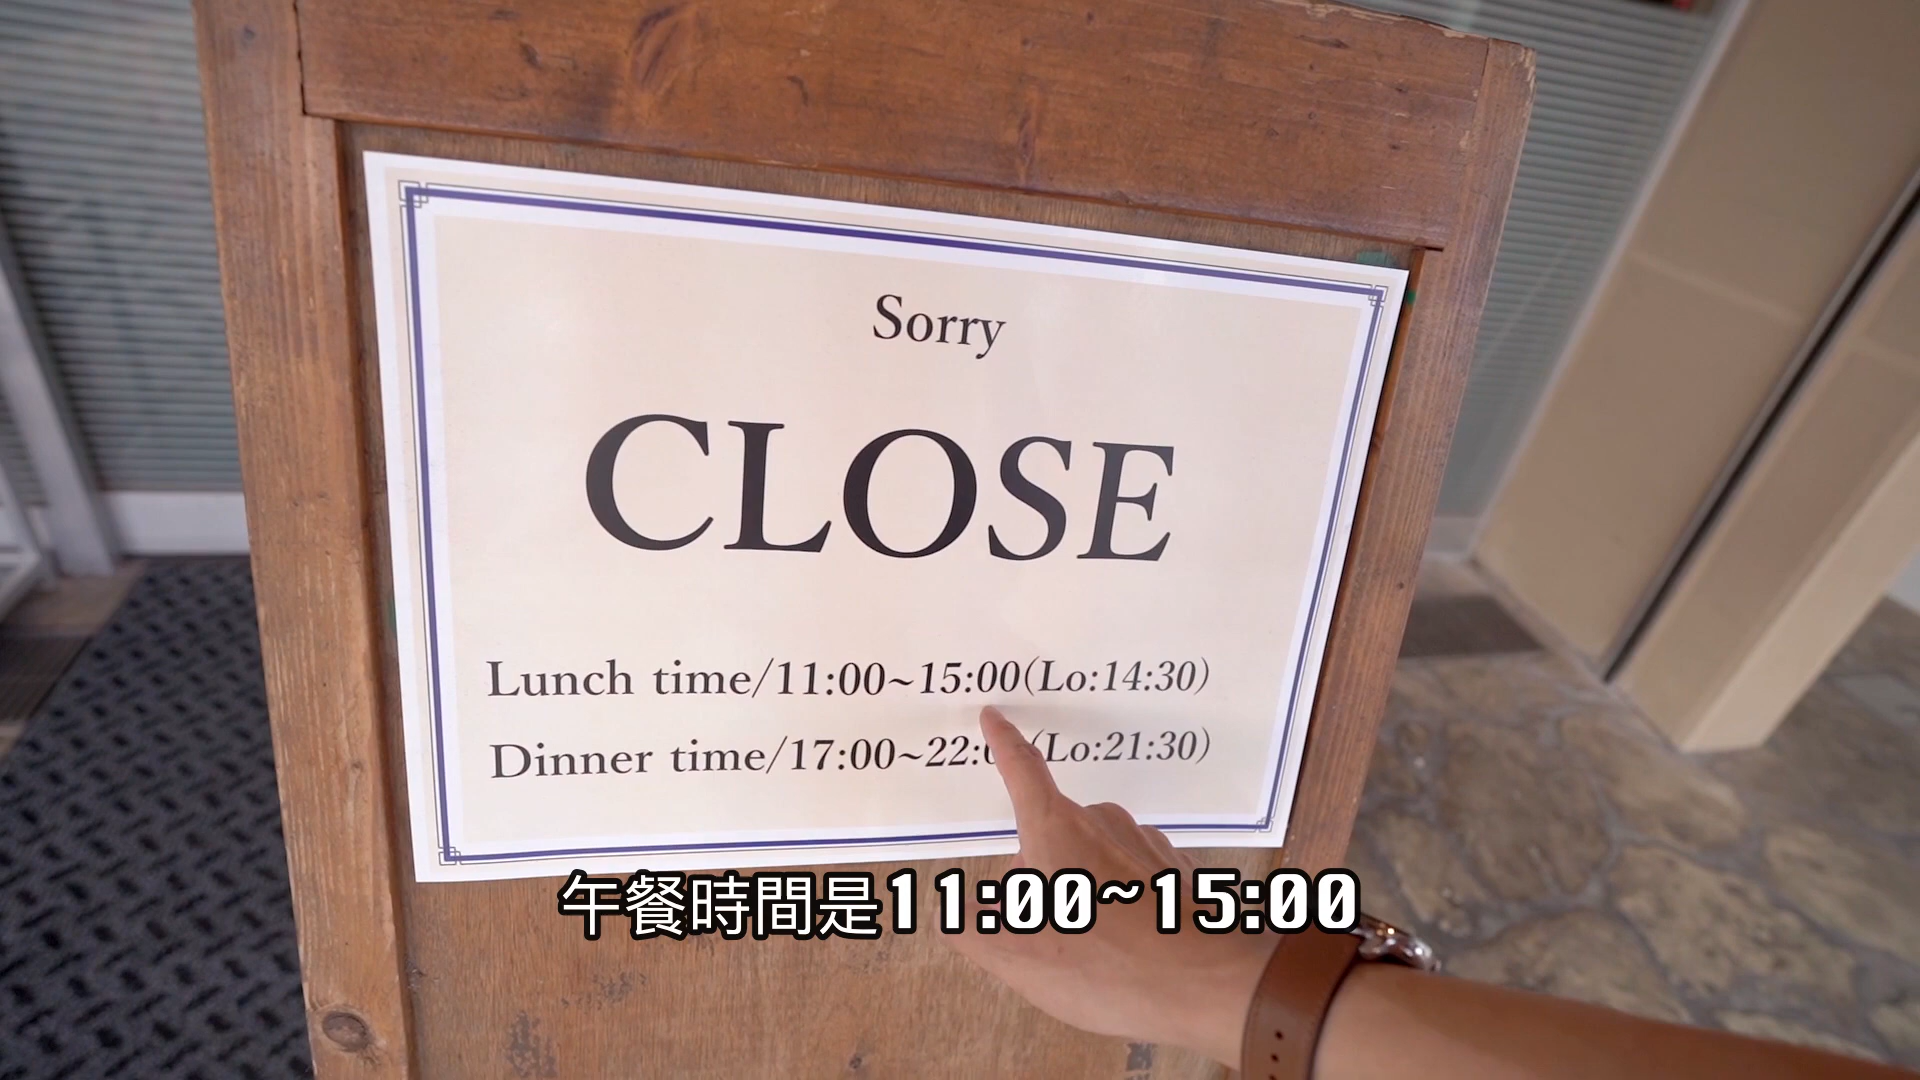 Sorry
CLOSE
Lunch time/11:00~15:00(Lo:14:30)
Dinner time/17:00~22:0 (Lo:21:30)
午餐時間是11:00~15:00